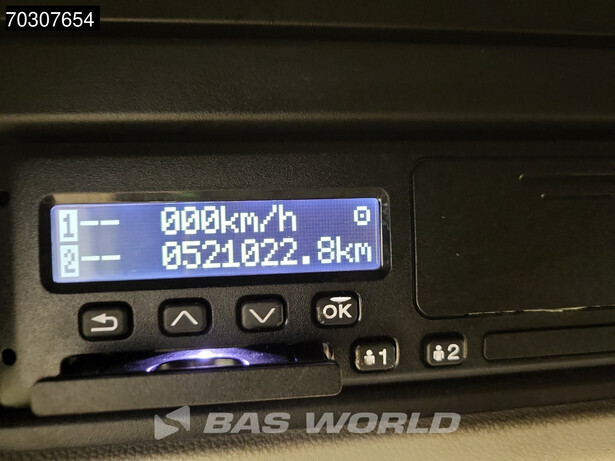 70307654
1-- 000km/h
2-- 0521022.8km
OK
1
2
BAS WORLD